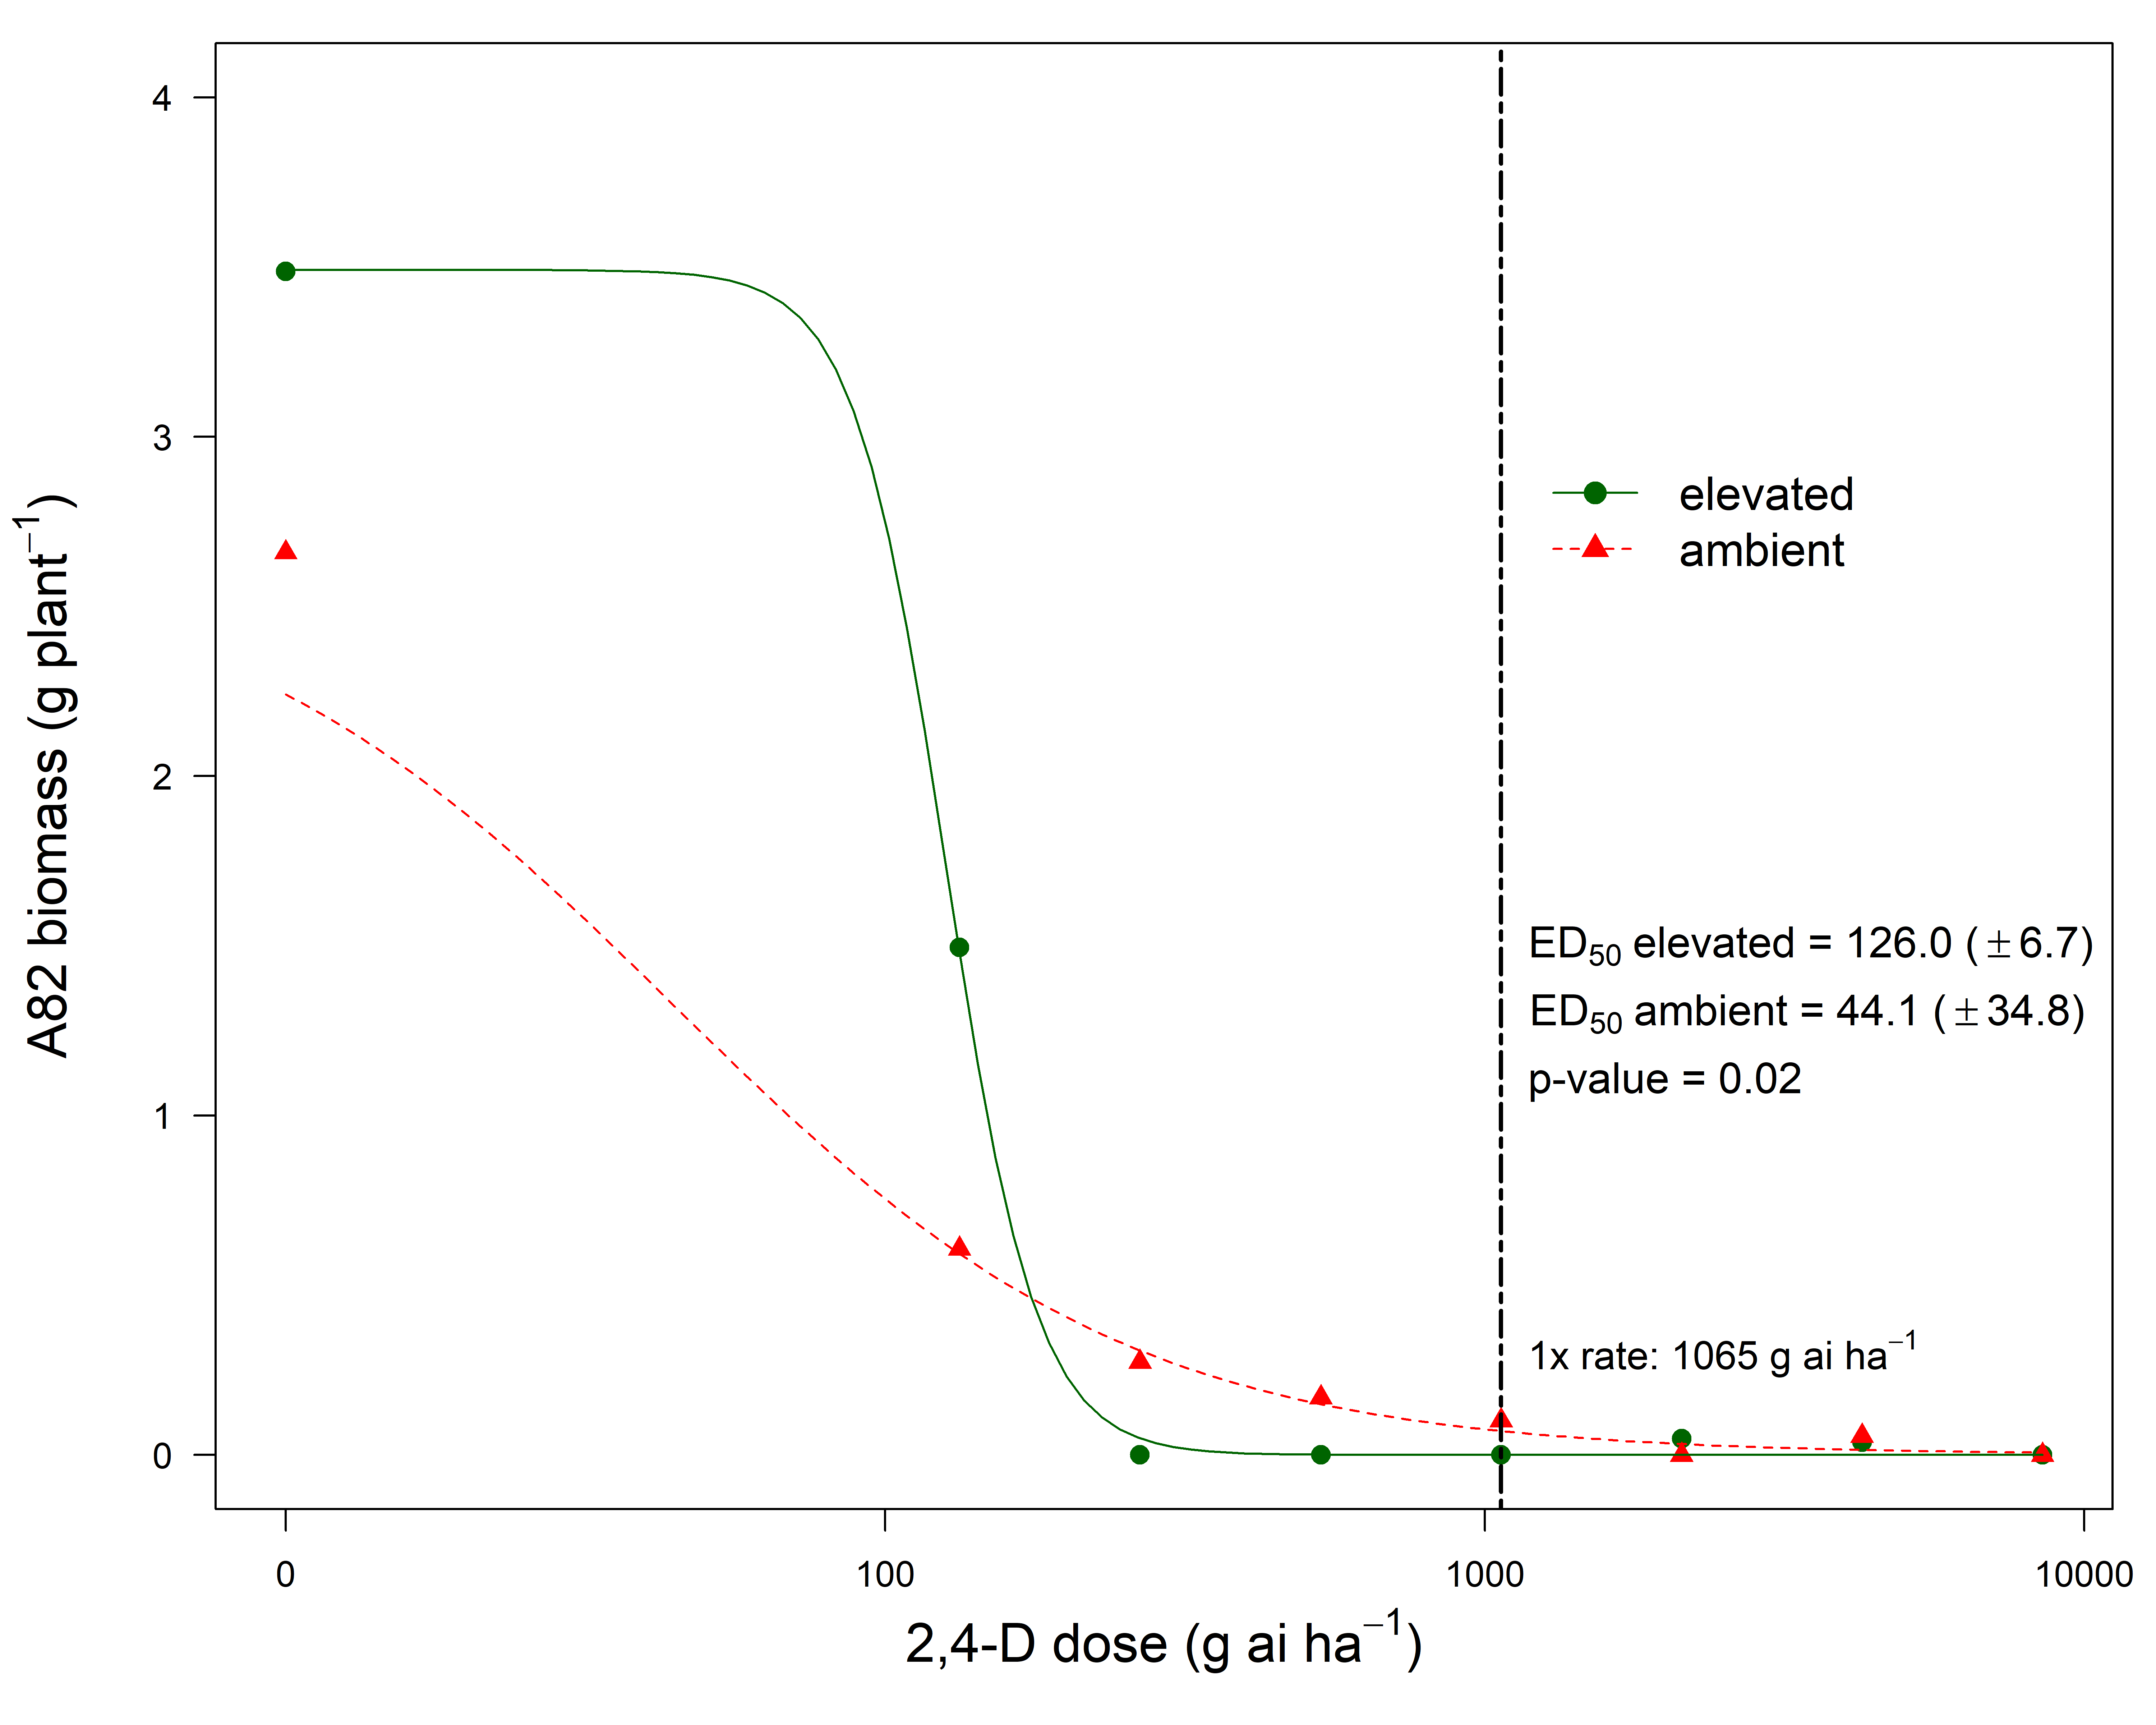 4
3
2
1
0
A82 biomass (g plant⁻¹)
elevated
ambient
ED₅₀ elevated = 126.0 (±6.7)
ED₅₀ ambient = 44.1 (±34.8)
p-value = 0.02
1x rate: 1065 g ai ha⁻¹
0 100 1000 10000
2,4-D dose (g ai ha⁻¹)